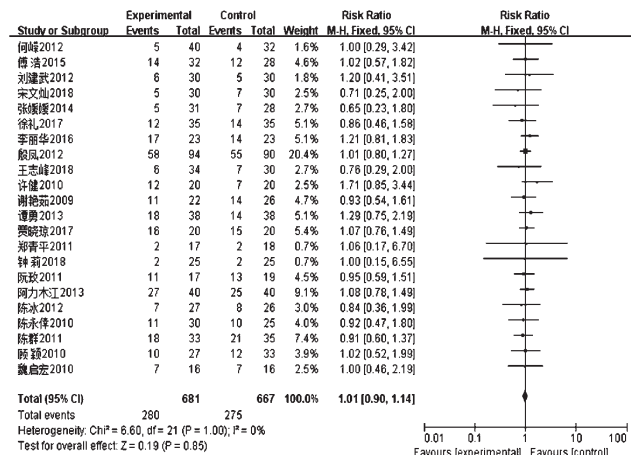 Experimental Control Risk Ratio Risk Ratio
Study or Subgroup Events Total Events Total Weight M-H, Fixed, 95% CI M-H, Fixed, 95% CI
何峰2012 5 40 4 32 1.6% 1.00 [0.29, 3.42]
傅浩2015 14 32 12 28 4.6% 1.02 [0.57, 1.82]
刘建武2012 6 30 5 30 1.8% 1.20 [0.41, 3.51]
宋文灿2018 5 30 7 30 2.5% 0.71 [0.25, 2.00]
张媛媛2014 5 31 7 28 2.7% 0.65 [0.23, 1.80]
徐礼2017 12 35 14 35 5.1% 0.86 [0.46, 1.58]
李丽华2016 17 23 14 23 5.1% 1.21 [0.81, 1.83]
殷凤2012 58 94 55 90 20.4% 1.01 [0.80, 1.27]
王志峰2018 6 34 7 30 2.7% 0.76 [0.29, 2.00]
许健2010 12 20 7 20 2.5% 1.71 [0.85, 3.44]
谢艳茹2009 11 22 14 26 4.7% 0.93 [0.54, 1.61]
谭勇2013 18 38 14 38 5.1% 1.29 [0.75, 2.19]
贾晓琼2017 16 20 15 20 5.4% 1.07 [0.76, 1.49]
郑青平2011 2 17 2 18 0.7% 1.06 [0.17, 6.70]
钟莉2018 2 25 2 25 0.7% 1.00 [0.15, 6.55]
阮玫2011 11 17 13 19 4.5% 0.95 [0.59, 1.51]
阿力木江2013 27 40 25 40 9.1% 1.08 [0.78, 1.49]
陈冰2012 7 27 8 26 3.0% 0.84 [0.36, 1.99]
陈永倖2010 11 30 10 25 4.0% 0.92 [0.47, 1.80]
陈群2011 18 33 21 35 7.4% 0.91 [0.60, 1.37]
顾颖2010 10 27 12 33 3.9% 1.02 [0.52, 1.99]
魏启宏2010 7 16 7 16 2.5% 1.00 [0.46, 2.19]
Total (95% CI) 681 667 100.0% 1.01 [0.90, 1.14]
Total events 280 275
Heterogeneity: Chi² = 6.60, df = 21 (P = 1.00); I² = 0%
Test for overall effect: Z = 0.19 (P = 0.85)
0.01 0.1 1 10 100
Favours [experimental] Favours [control]